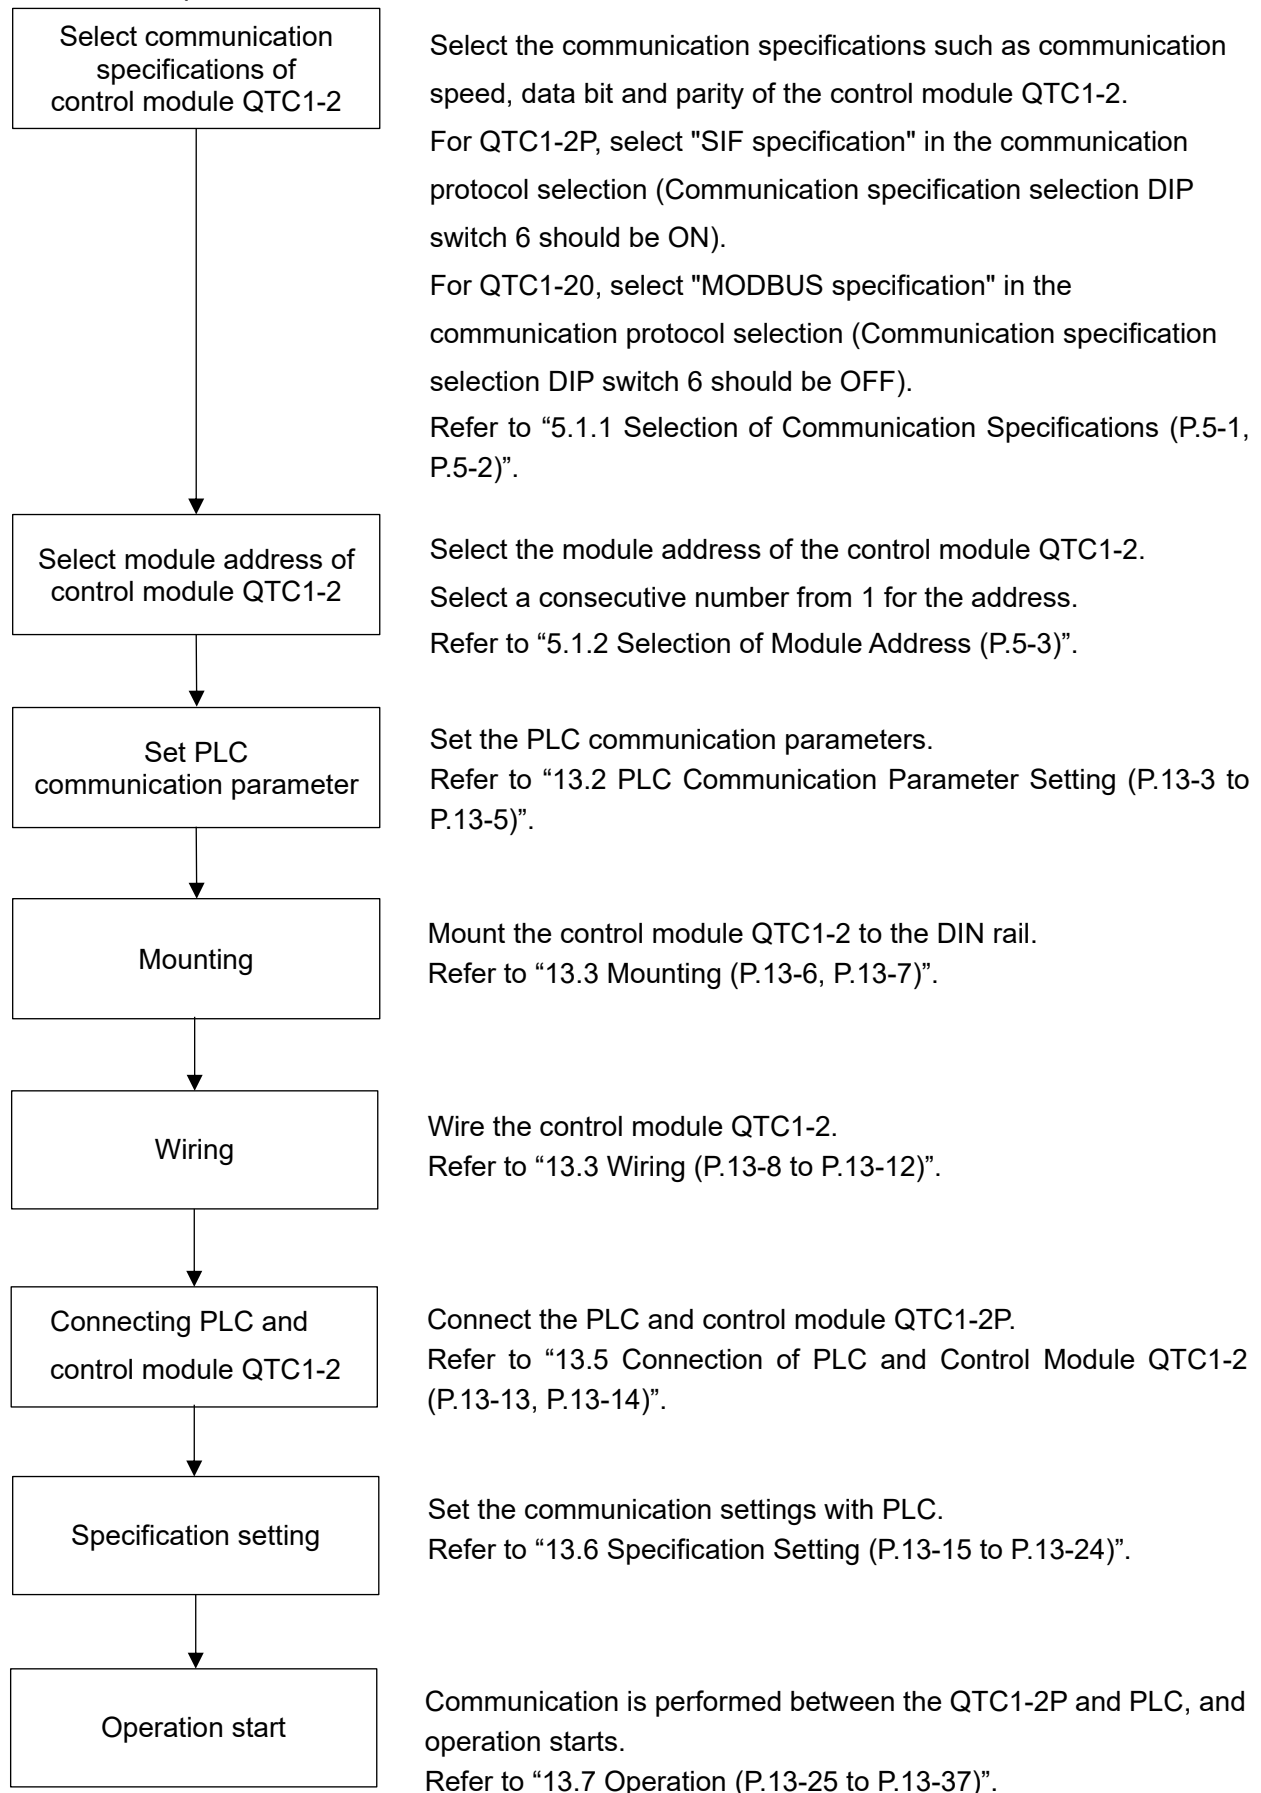 Select communication
specifications of
control module QTC1-2
Select the communication specifications such as communication
speed, data bit and parity of the control module QTC1-2.
For QTC1-2P, select "SIF specification" in the communication
protocol selection (Communication specification selection DIP
switch 6 should be ON).
For QTC1-20, select "MODBUS specification" in the
communication protocol selection (Communication specification
selection DIP switch 6 should be OFF).
Refer to “5.1.1 Selection of Communication Specifications (P.5-1,
P.5-2)”.
Select module address of
control module QTC1-2
Select the module address of the control module QTC1-2.
Select a consecutive number from 1 for the address.
Refer to “5.1.2 Selection of Module Address (P.5-3)”.
Set PLC
communication parameter
Set the PLC communication parameters.
Refer to “13.2 PLC Communication Parameter Setting (P.13-3 to
P.13-5)”.
Mounting
Mount the control module QTC1-2 to the DIN rail.
Refer to “13.3 Mounting (P.13-6, P.13-7)”.
Wiring
Wire the control module QTC1-2.
Refer to “13.3 Wiring (P.13-8 to P.13-12)”.
Connecting PLC and
control module QTC1-2
Connect the PLC and control module QTC1-2P.
Refer to “13.5 Connection of PLC and Control Module QTC1-2
(P.13-13, P.13-14)”.
Specification setting
Set the communication settings with PLC.
Refer to “13.6 Specification Setting (P.13-15 to P.13-24)”.
Operation start
Communication is performed between the QTC1-2P and PLC, and
operation starts.
Refer to “13.7 Operation (P.13-25 to P.13-37)”.